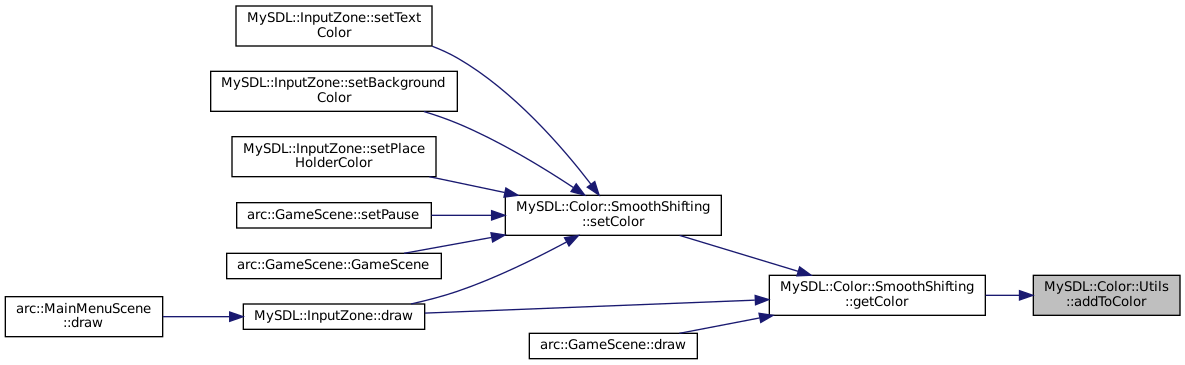 MySDL::InputZone::setText
Color
MySDL::InputZone::setBackground
Color
MySDL::InputZone::setPlace
HolderColor
MySDL::Color::SmoothShifting
::setColor
arc::GameScene::setPause
arc::GameScene::GameScene
MySDL::Color::SmoothShifting
::getColor
MySDL::Color::Utils
::addToColor
arc::MainMenuScene
::draw
MySDL::InputZone::draw
arc::GameScene::draw